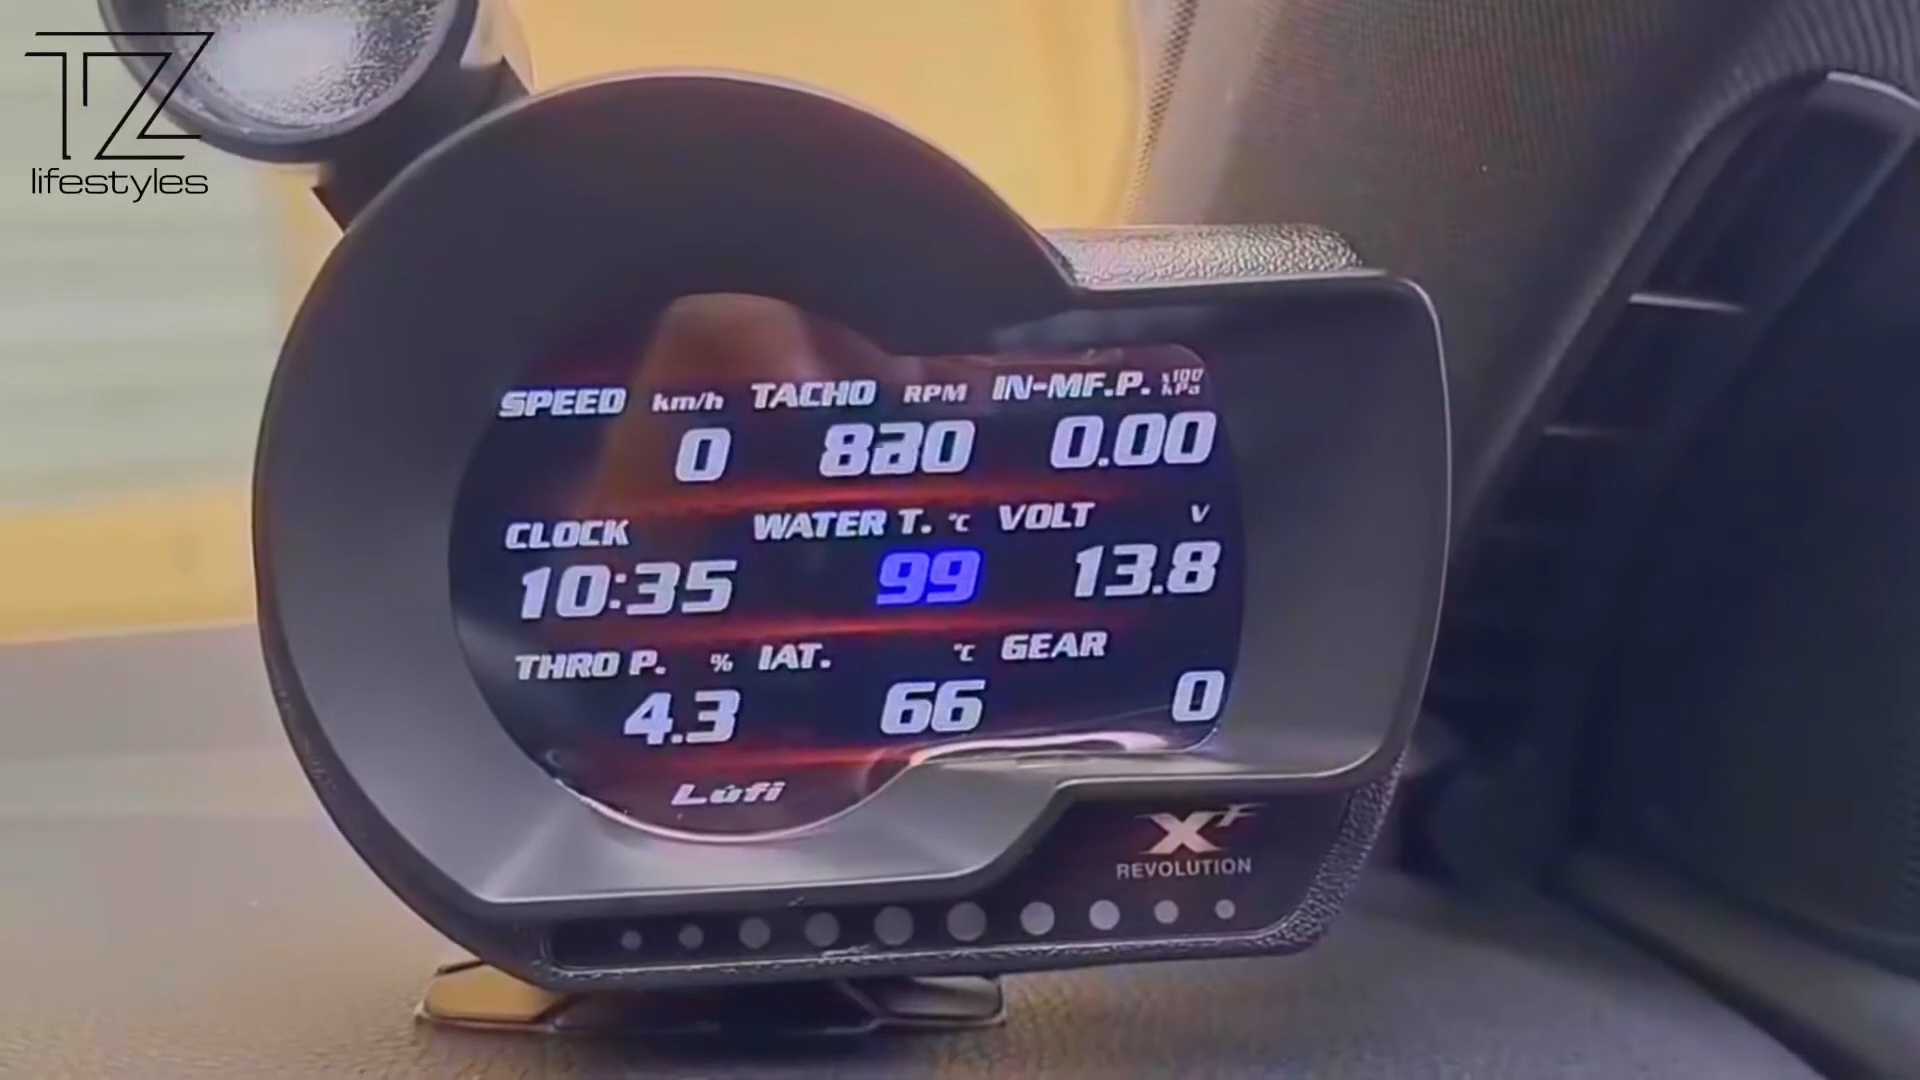 TZ
lifestyles
SPEED km/h TACHO RPM IN-MF.P. x100 kPa
0 0.00
CLOCK WATER T. °C VOLT V
10:35 99 13.8
THRO P. % IAT. °C GEAR
4.3 66 0
Lufi
XF
REVOLUTION